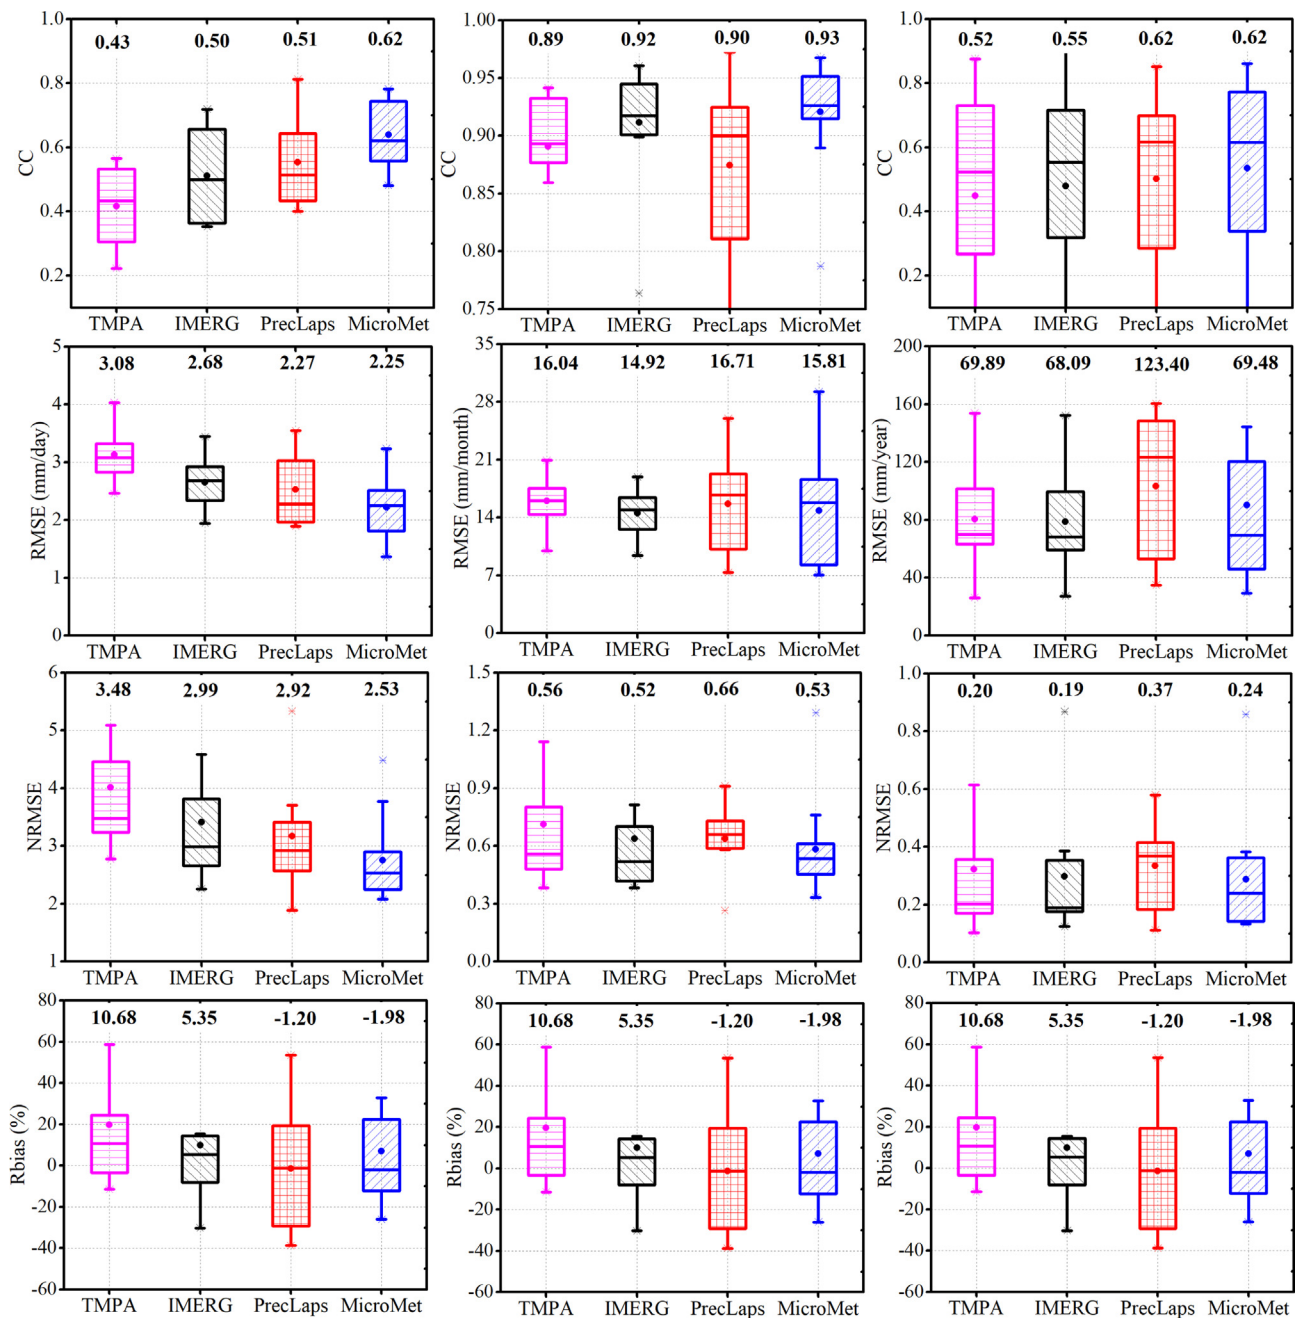 1.0 0.43 0.50 0.51 0.62
0.8
0.6
CC
0.4
0.2
TMPA IMERG PrecLaps MicroMet
1.00 0.89 0.92 0.90 0.93
0.95
0.90
CC
0.85
0.80
0.75
TMPA IMERG PrecLaps MicroMet
1.0 0.52 0.55 0.62 0.62
0.8
0.6
CC
0.4
0.2
TMPA IMERG PrecLaps MicroMet
5 3.08 2.68 2.27 2.25
4
3
RMSE (mm/day)
2
1
0
TMPA IMERG PrecLaps MicroMet
35 16.04 14.92 16.71 15.81
28
21
RMSE (mm/month)
14
7
0
TMPA IMERG PrecLaps MicroMet
200 69.89 68.09 123.40 69.48
160
120
RMSE (mm/year)
80
40
0
TMPA IMERG PrecLaps MicroMet
6 3.48 2.99 2.92 2.53
5
4
NRMSE
3
2
1
TMPA IMERG PrecLaps MicroMet
1.5 0.56 0.52 0.66 0.53
1.2
0.9
NRMSE
0.6
0.3
0.0
TMPA IMERG PrecLaps MicroMet
1.0 0.20 0.19 0.37 0.24
0.8
0.6
NRMSE
0.4
0.2
0.0
TMPA IMERG PrecLaps MicroMet
80 10.68 5.35 -1.20 -1.98
60
40
20
Rbias (%)
0
-20
-40
-60
TMPA IMERG PrecLaps MicroMet
80 10.68 5.35 -1.20 -1.98
60
40
20
Rbias (%)
0
-20
-40
-60
TMPA IMERG PrecLaps MicroMet
80 10.68 5.35 -1.20 -1.98
60
40
20
Rbias (%)
0
-20
-40
-60
TMPA IMERG PrecLaps MicroMet